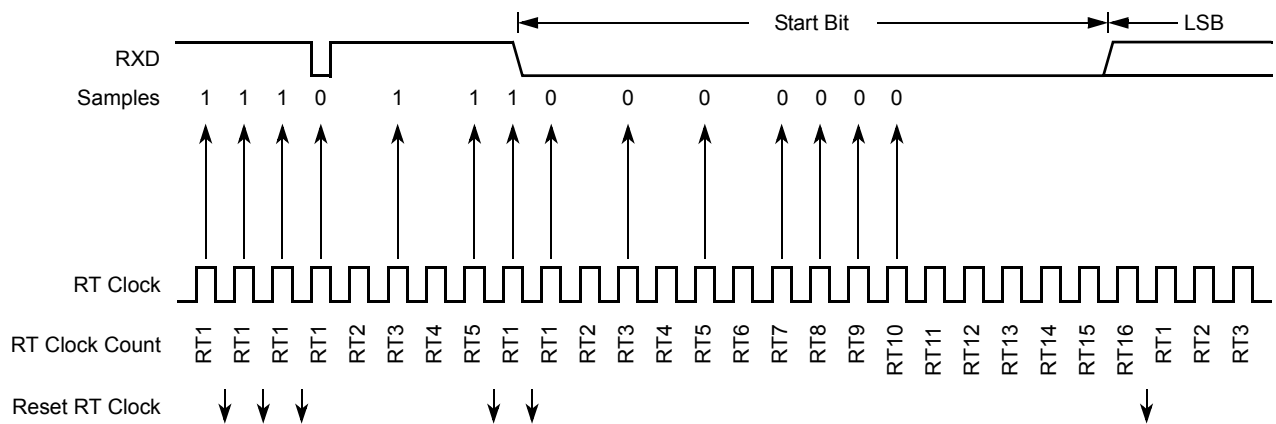 Start Bit LSB
RXD
Samples 1 1 1 0 1 1 1 0 0 0 0 0 0 0
RT Clock
RT Clock Count RT1 RT1 RT1 RT1 RT2 RT3 RT4 RT5 RT1 RT1 RT2 RT3 RT4 RT5 RT6 RT7 RT8 RT9 RT10 RT11 RT12 RT13 RT14 RT15 RT16 RT1 RT2 RT3
Reset RT Clock